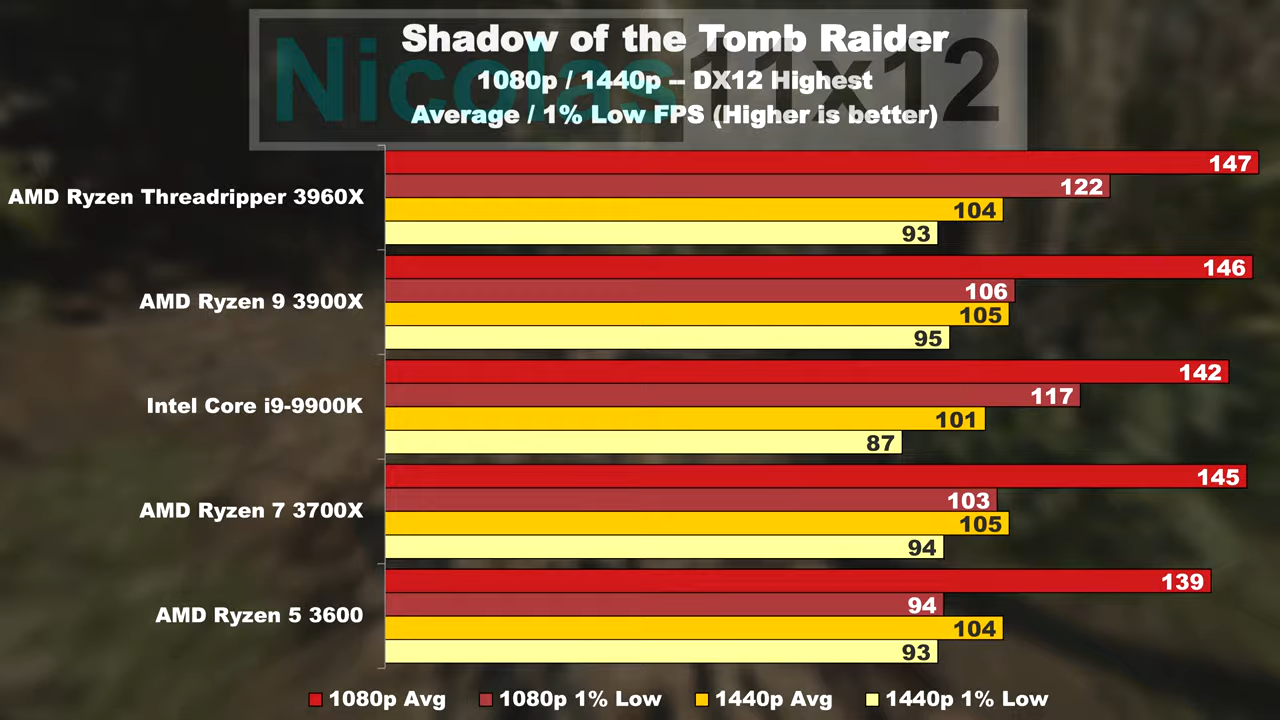 Shadow of the Tomb Raider
Nicolas11x12
1080p / 1440p -- DX12 Highest
Average / 1% Low FPS (Higher is better)
AMD Ryzen Threadripper 3960X
147
122
104
93
AMD Ryzen 9 3900X
146
106
105
95
Intel Core i9-9900K
142
117
101
87
AMD Ryzen 7 3700X
145
103
105
94
AMD Ryzen 5 3600
139
94
104
93
1080p Avg 1080p 1% Low 1440p Avg 1440p 1% Low